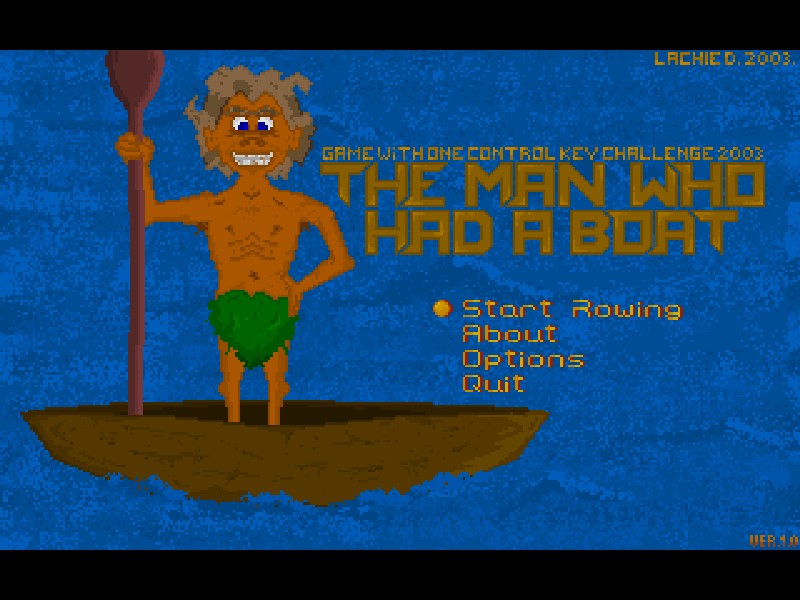 LACHIE D. 2003.
GAME WITH ONE CONTROL KEY CHALLENGE 2003
THE MAN WHO
HAD A BOAT
Start Rowing
About
Options
Quit
VER.1.0